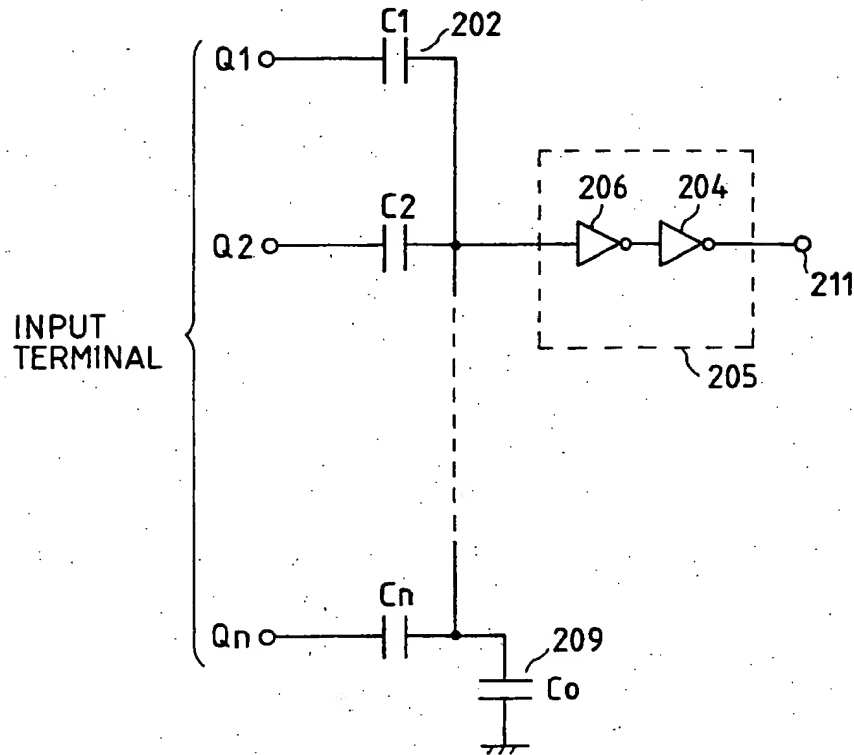 C1
202
Q1
206
204
C2
Q2
211
INPUT
TERMINAL
205
Cn
Qn
209
Co